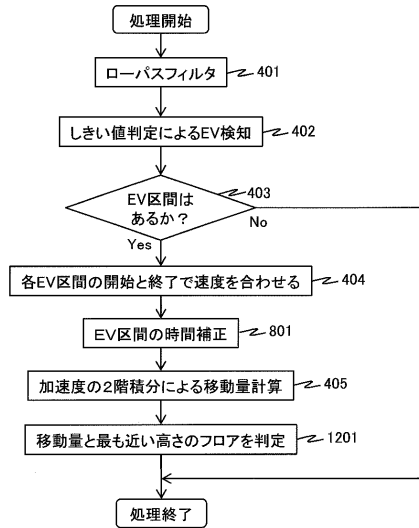 処理開始
ローパスフィルタ
401
しきい値判定によるEV検知
402
EV区間は
あるか？
403
No
Yes
各EV区間の開始と終了で速度を合わせる
404
EV区間の時間補正
801
加速度の2階積分による移動量計算
405
移動量と最も近い高さのフロアを判定
1201
処理終了